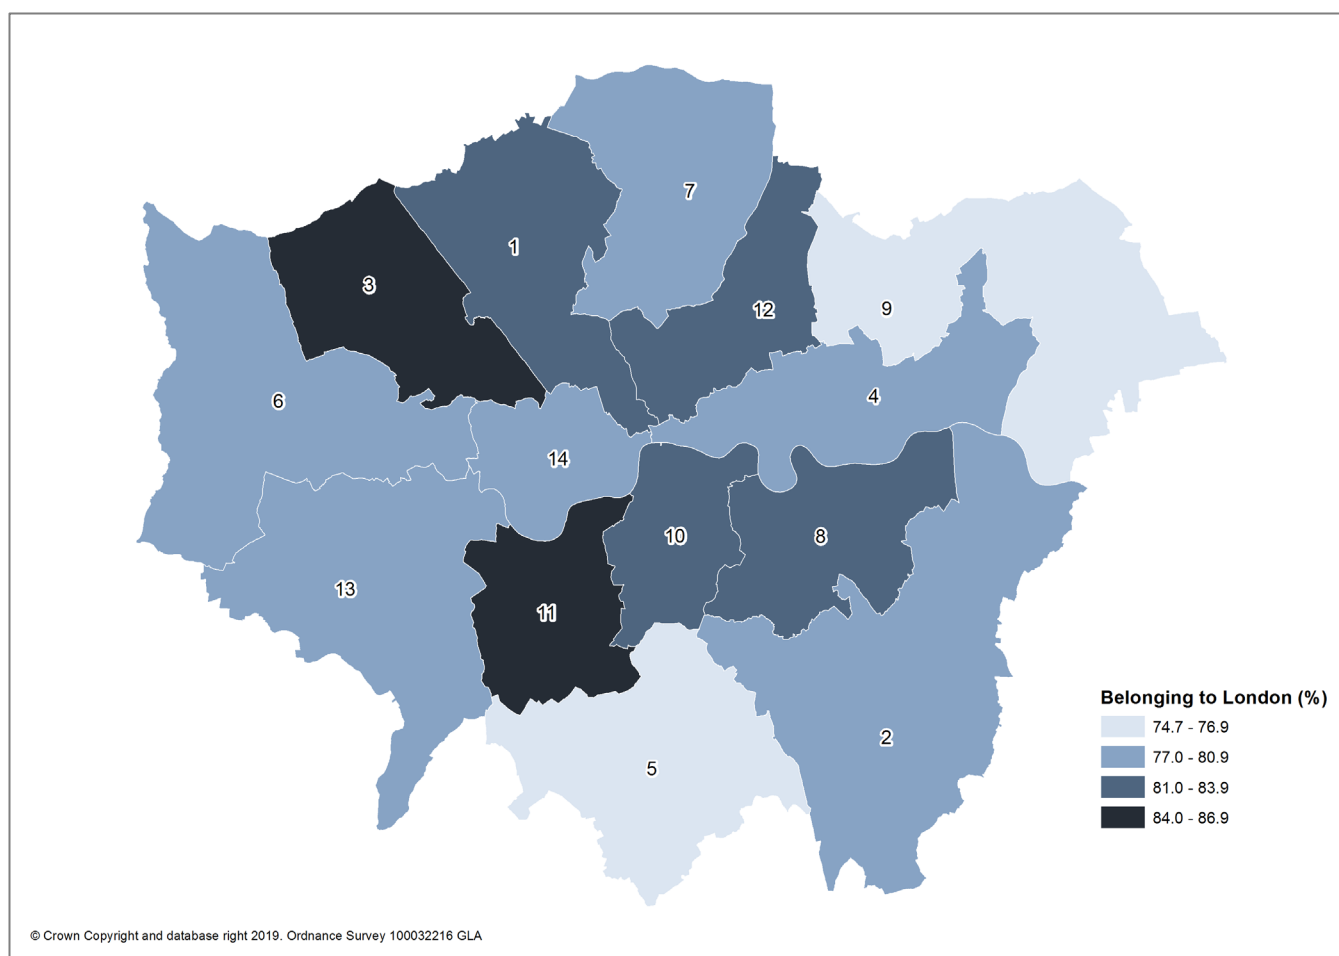 7
1
3
12
9
6
4
14
10
8
13
11
2
5
Belonging to London (%)
74.7 - 76.9
77.0 - 80.9
81.0 - 83.9
84.0 - 86.9
© Crown Copyright and database right 2019. Ordnance Survey 100032216 GLA